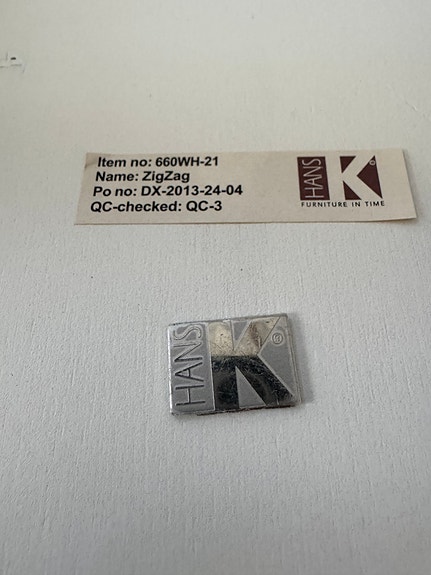 Item no: 660WH-21
Name: ZigZag
Po no: DX-2013-24-04
QC-checked: QC-3
HANS K®
FURNITURE IN TIME
HANS K®